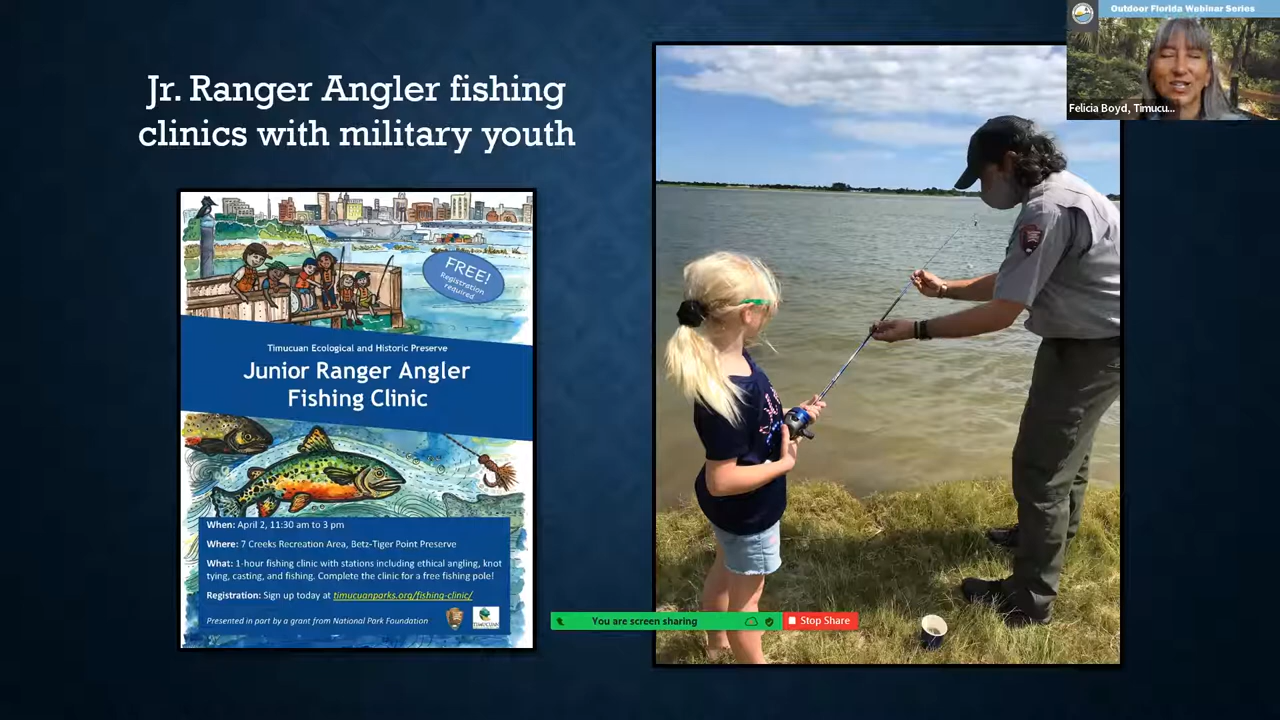 Outdoor Florida Webinar Series
Felicia Boyd, Timucu...
Jr. Ranger Angler fishing
clinics with military youth
FREE!
Registration
required
Timucuan Ecological and Historic Preserve
Junior Ranger Angler
Fishing Clinic
When: April 2, 11:30 am to 3 pm
Where: 7 Creeks Recreation Area, Betz-Tiger Point Preserve
What: 1-hour fishing clinic with stations including ethical angling, knot
tying, casting, and fishing. Complete the clinic for a free fishing pole!
Registration: Sign up today at timucuanparks.org/fishing-clinic/
Presented in part by a grant from National Park Foundation
TIMUCUAN
You are screen sharing
Stop Share